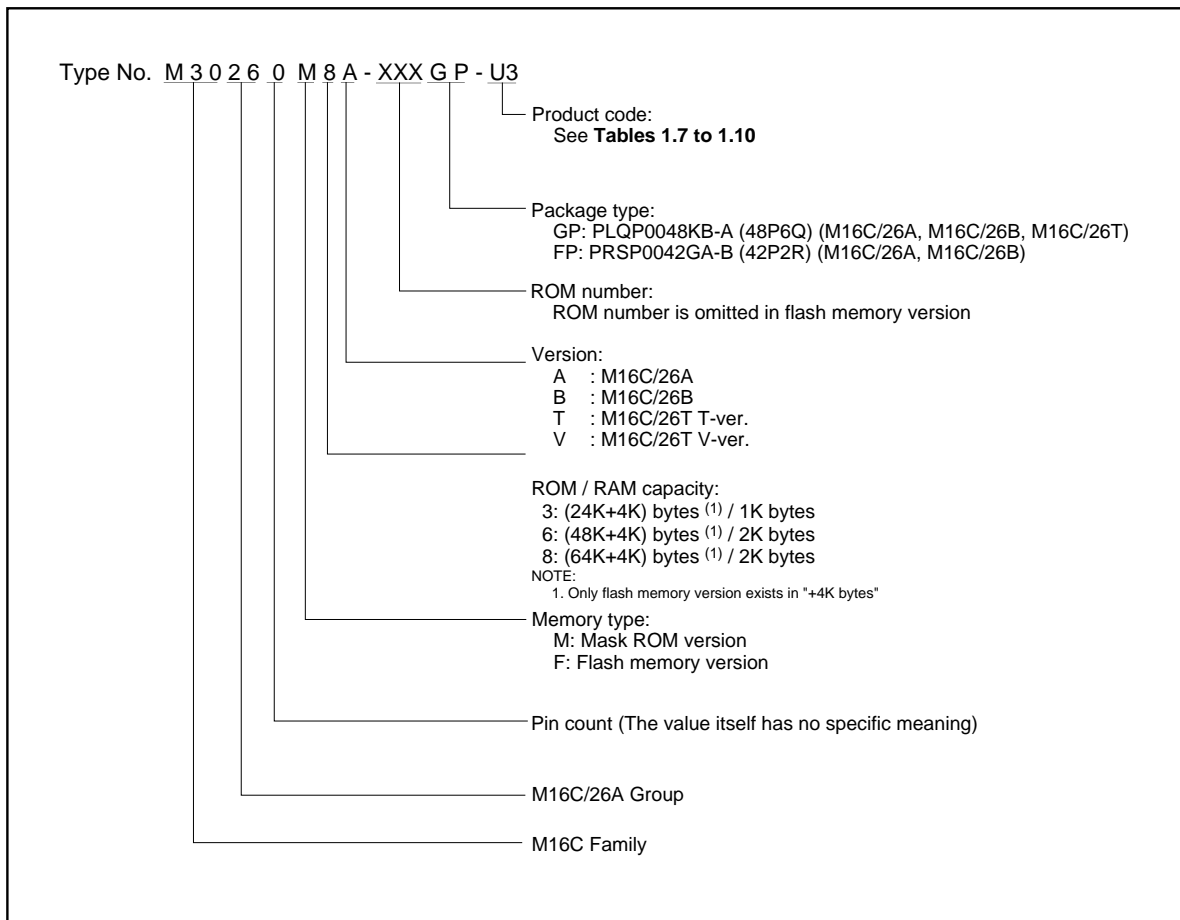 Type No. M 3 0 2 6 0 M 8 A - XXX G P - U3
Product code:
See Tables 1.7 to 1.10
Package type:
GP: PLQP0048KB-A (48P6Q) (M16C/26A, M16C/26B, M16C/26T)
FP: PRSP0042GA-B (42P2R) (M16C/26A, M16C/26B)
ROM number:
ROM number is omitted in flash memory version
Version:
A : M16C/26A
B : M16C/26B
T : M16C/26T T-ver.
V : M16C/26T V-ver.
ROM / RAM capacity:
3: (24K+4K) bytes (1) / 1K bytes
6: (48K+4K) bytes (1) / 2K bytes
8: (64K+4K) bytes (1) / 2K bytes
NOTE:
1. Only flash memory version exists in "+4K bytes"
Memory type:
M: Mask ROM version
F: Flash memory version
Pin count (The value itself has no specific meaning)
M16C/26A Group
M16C Family